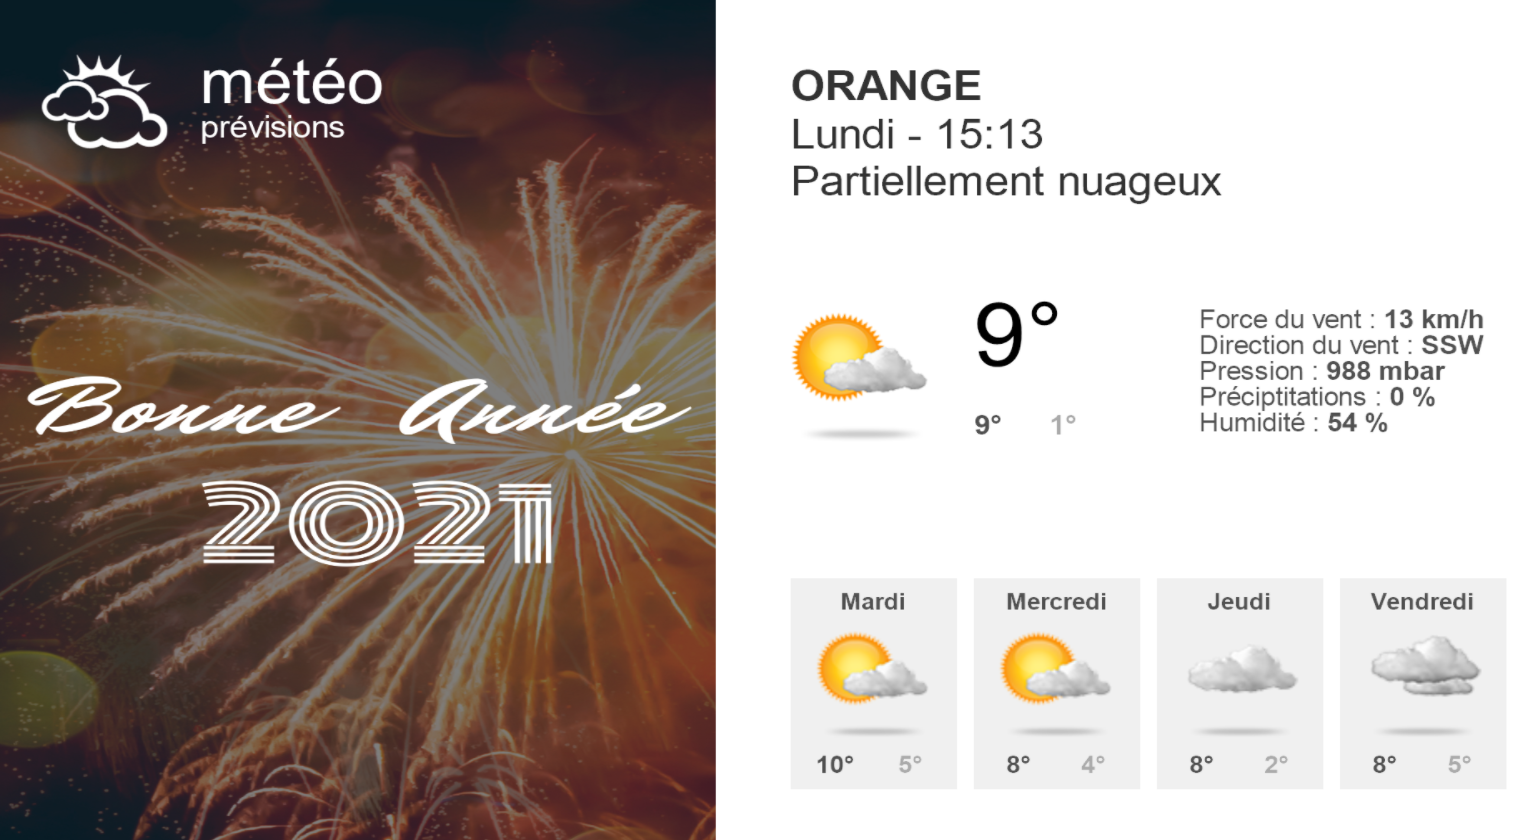 météo
prévisions
Bonne Année
2021
ORANGE
Lundi - 15:13
Partiellement nuageux
9°
9° 1°
Force du vent : 13 km/h
Direction du vent : SSW
Pression : 988 mbar
Préciptitations : 0 %
Humidité : 54 %
Mardi
10° 5°
Mercredi
8° 4°
Jeudi
8° 2°
Vendredi
8° 5°